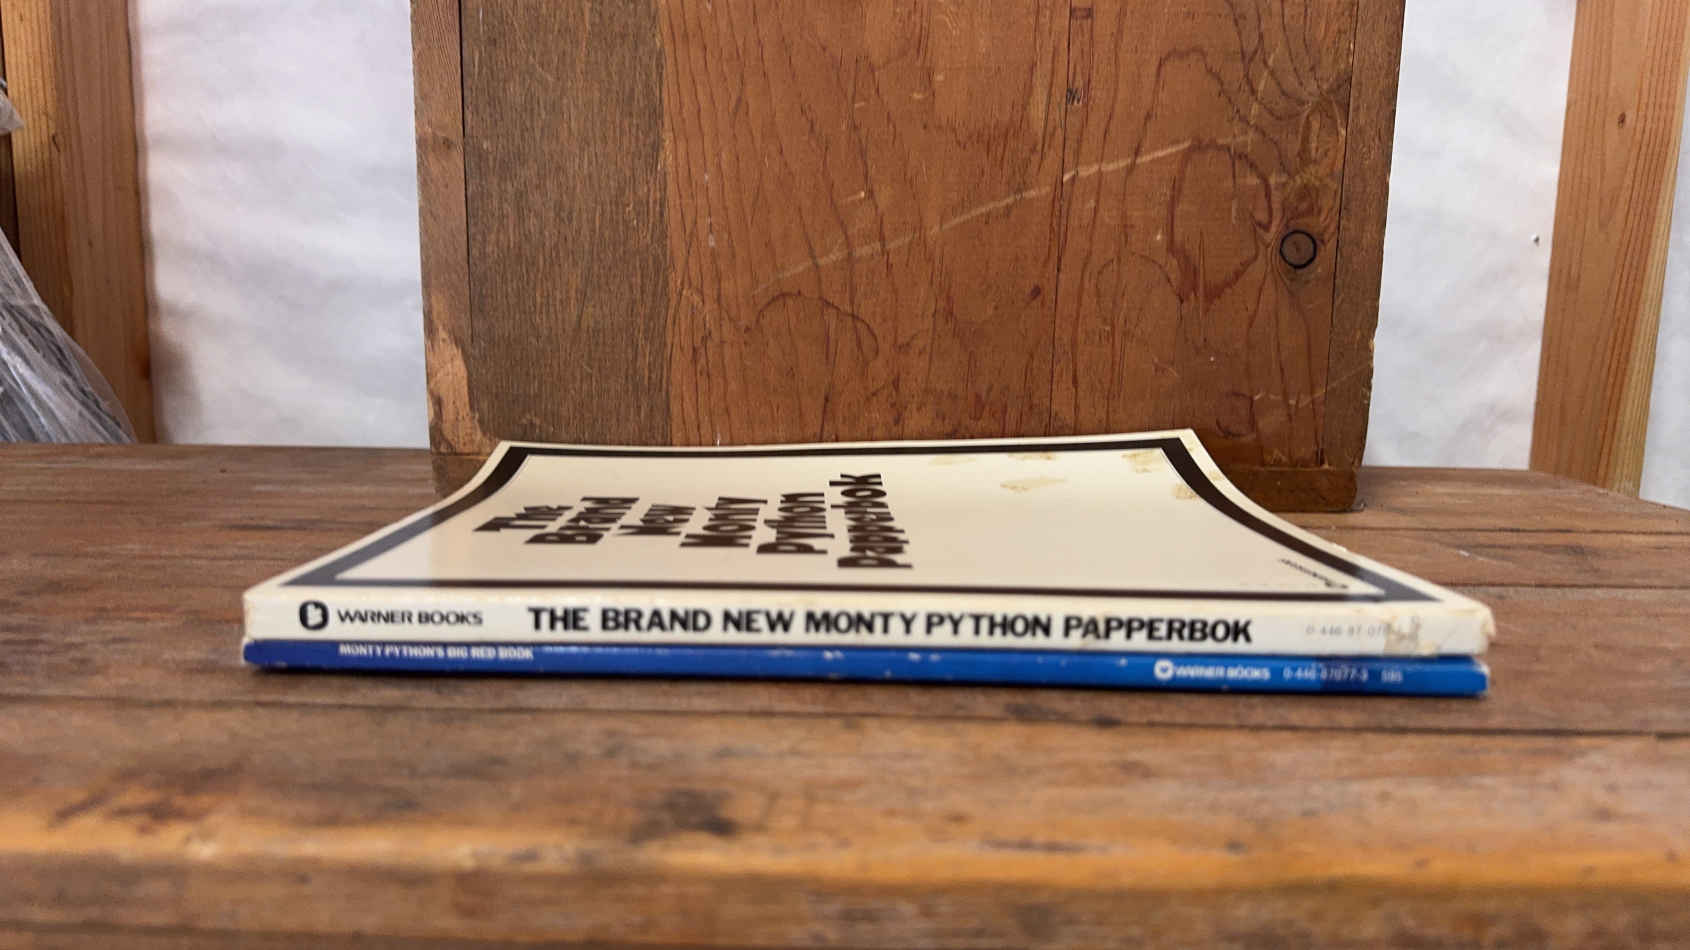 The
Brand
New
Monty
Python
Papperbok
WARNER BOOKS THE BRAND NEW MONTY PYTHON PAPPERBOK
MONTY PYTHON'S BIG RED BOOK WARNER BOOKS 0-446-87077-3